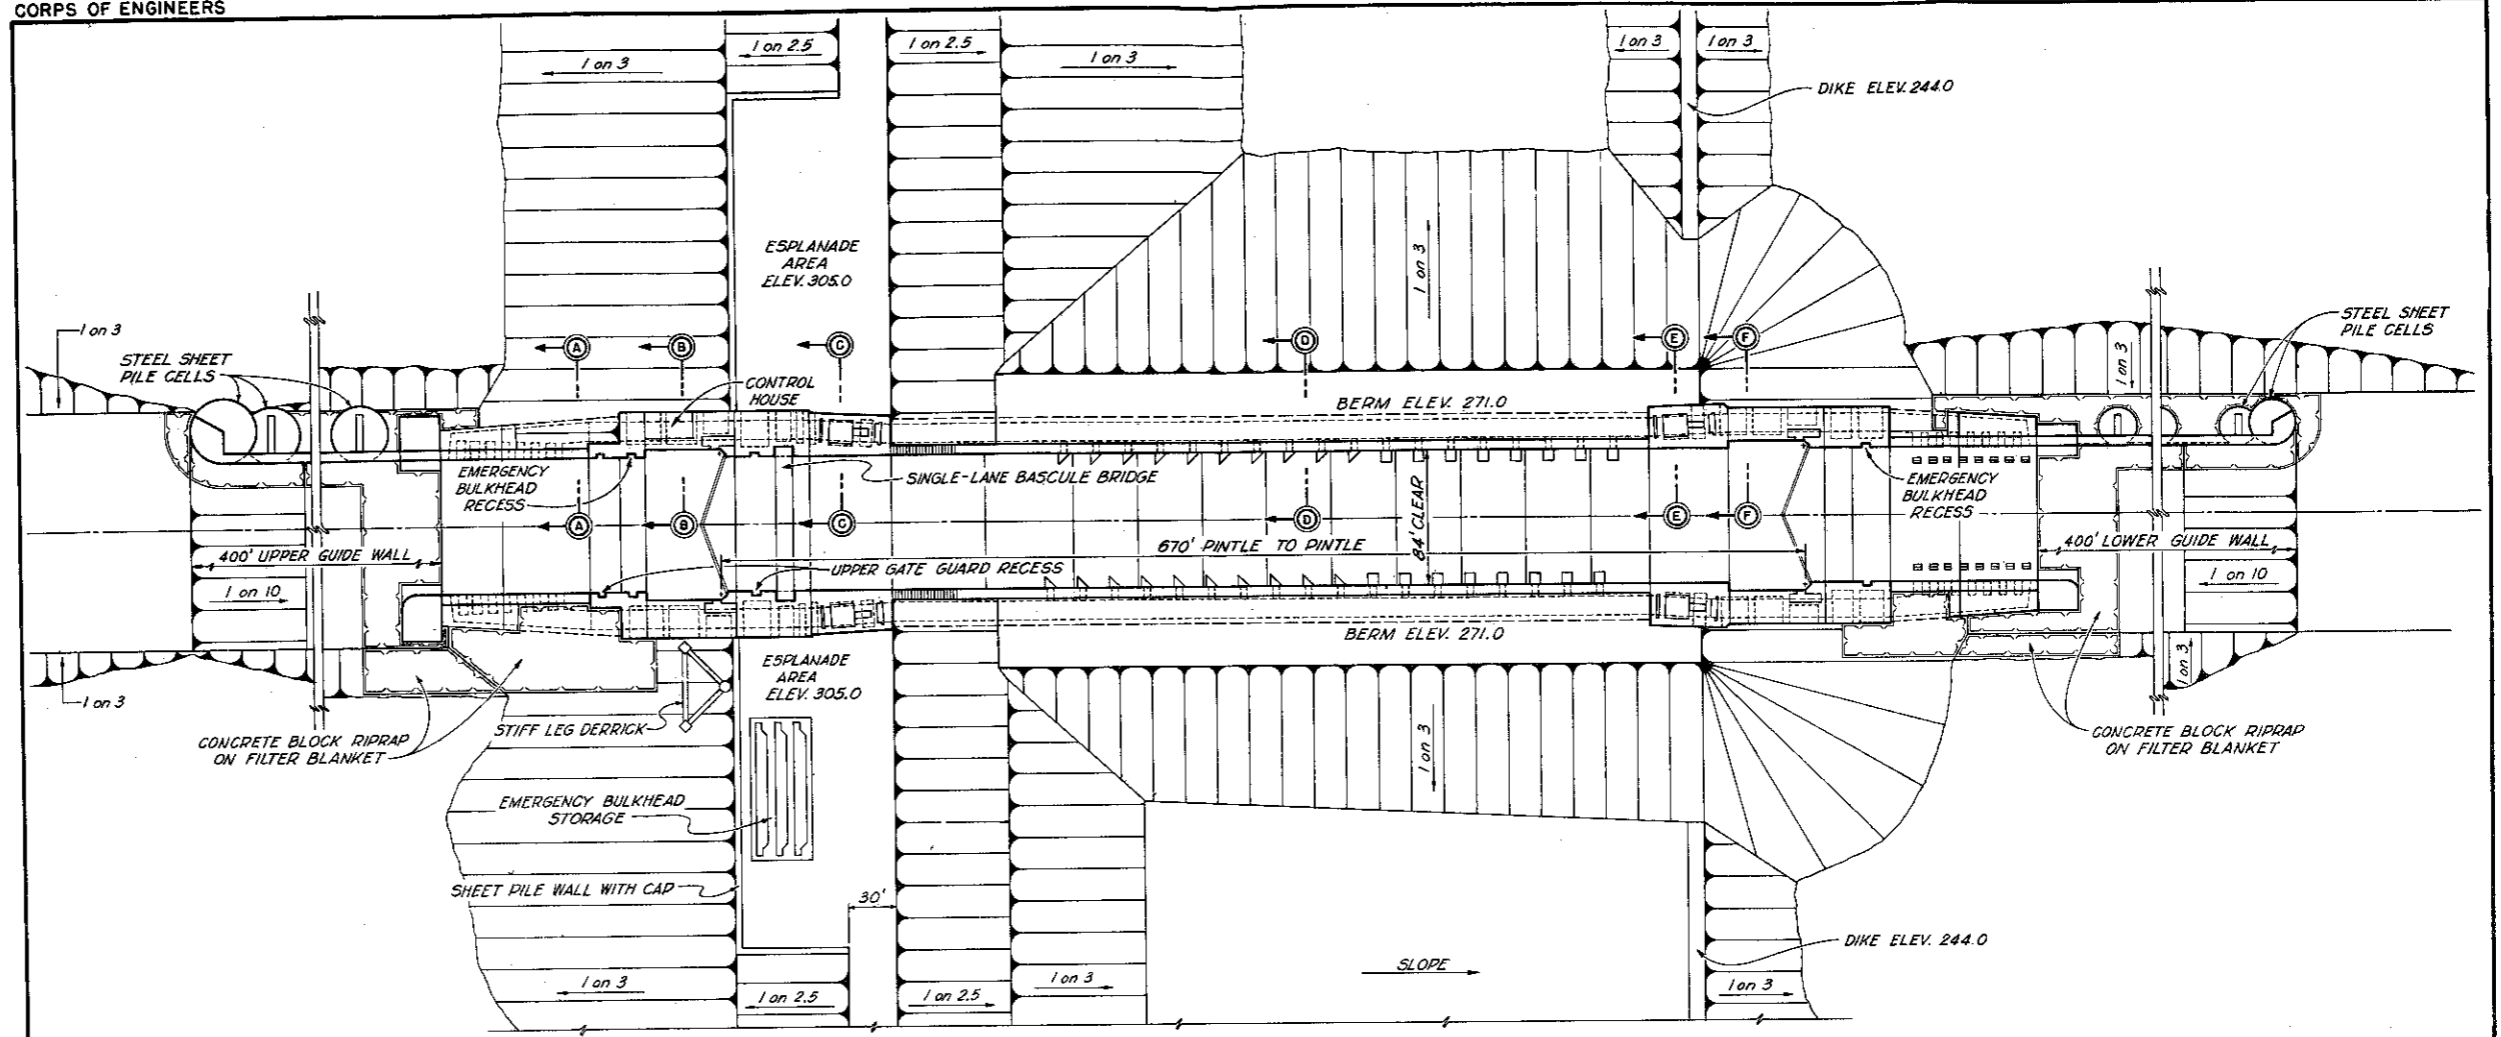 CORPS OF ENGINEERS
1 on 3
1 on 2.5
1 on 2.5
1 on 3
1 on 3
1 on 3
DIKE ELEV. 244.0
ESPLANADE
AREA
ELEV. 305.0
1 on 3
1 on 3
STEEL SHEET
PILE CELLS
STEEL SHEET
PILE CELLS
A
B
C
D
E
F
1 on 3
CONTROL
HOUSE
BERM ELEV. 271.0
EMERGENCY
BULKHEAD
RECESS
SINGLE-LANE BASCULE BRIDGE
EMERGENCY
BULKHEAD
RECESS
84' CLEAR
A
B
C
D
E
F
400' UPPER GUIDE WALL
670' PINTLE TO PINTLE
400' LOWER GUIDE WALL
UPPER GATE GUARD RECESS
1 on 10
1 on 10
BERM ELEV. 271.0
ESPLANADE
AREA
ELEV. 305.0
1 on 3
1 on 3
STIFF LEG DERRICK
1 on 3
CONCRETE BLOCK RIPRAP
ON FILTER BLANKET
CONCRETE BLOCK RIPRAP
ON FILTER BLANKET
EMERGENCY BULKHEAD
STORAGE
SHEET PILE WALL WITH CAP
30'
DIKE ELEV. 244.0
SLOPE
1 on 3
1 on 2.5
1 on 2.5
1 on 3
1 on 3